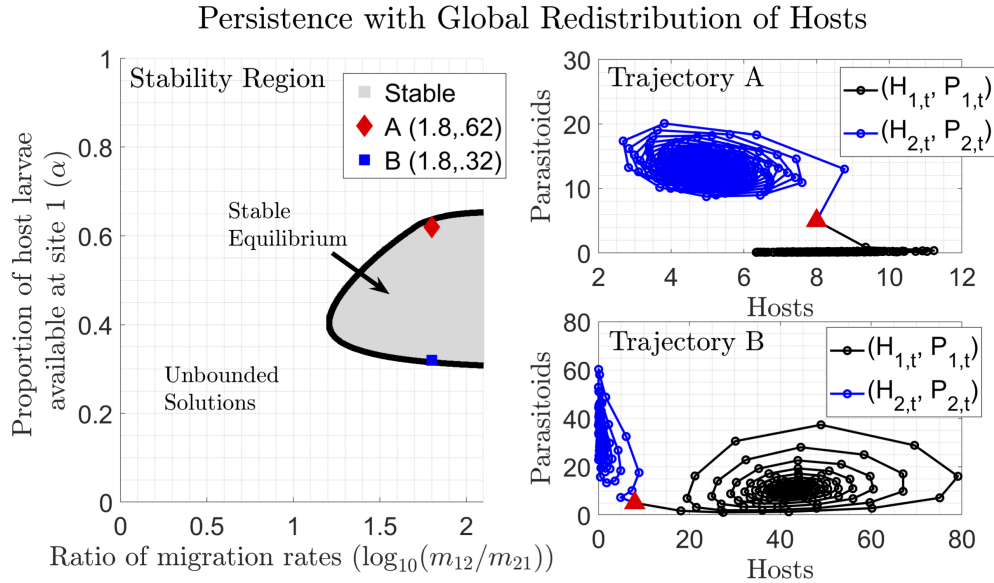 Persistence with Global Redistribution of Hosts
Stability Region
Stable
A (1.8,.62)
B (1.8,.32)
Stable
Equilibrium
Unbounded
Solutions
1
0.8
0.6
0.4
0.2
0
0
0.5
1
1.5
2
Proportion of host larvae
available at site 1 (α)
Ratio of migration rates (log₁₀(m₁₂/m₂₁))
Trajectory A
(H₁,ₜ, P₁,ₜ)
(H₂,ₜ, P₂,ₜ)
30
20
10
0
2
4
6
8
10
12
Parasitoids
Hosts
Trajectory B
(H₁,ₜ, P₁,ₜ)
(H₂,ₜ, P₂,ₜ)
80
60
40
20
0
0
20
40
60
80
Parasitoids
Hosts